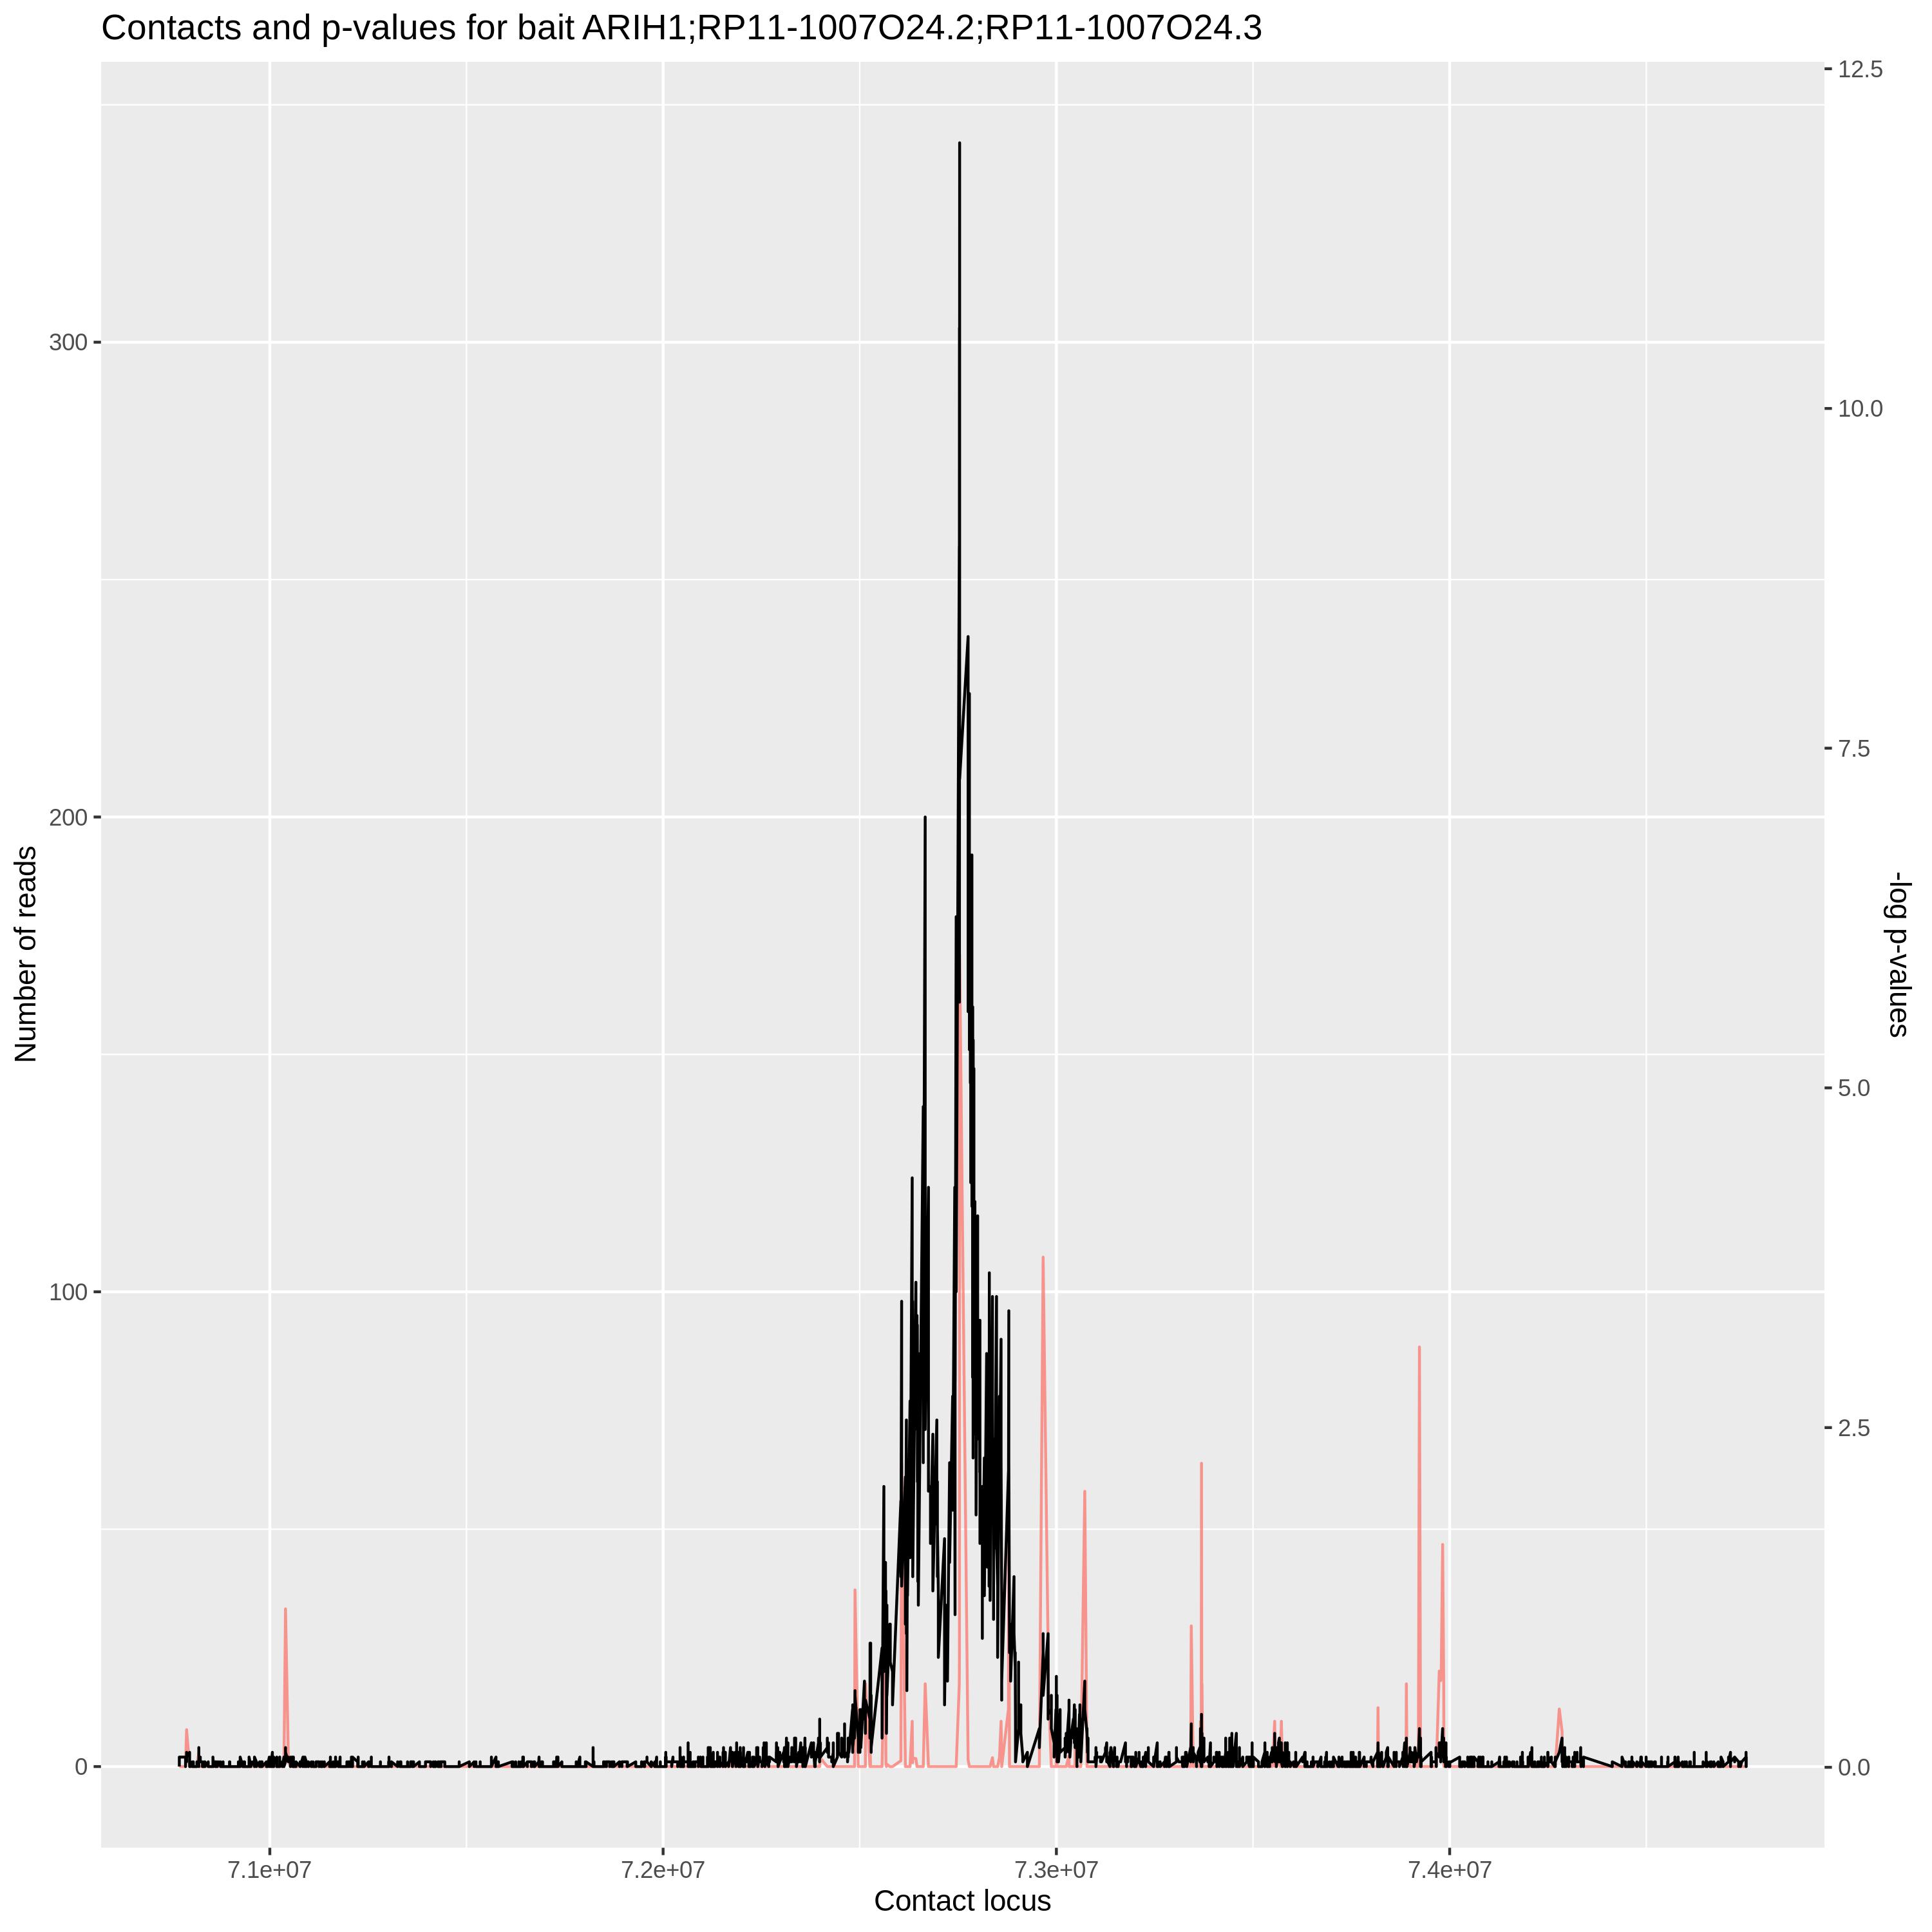 Contacts and p-values for bait ARIH1;RP11-1007O24.2;RP11-1007O24.3
12.5
10.0
7.5
5.0
2.5
0.0
300
200
100
0
Number of reads
-log p-values
7.1e+07
7.2e+07
7.3e+07
7.4e+07
Contact locus